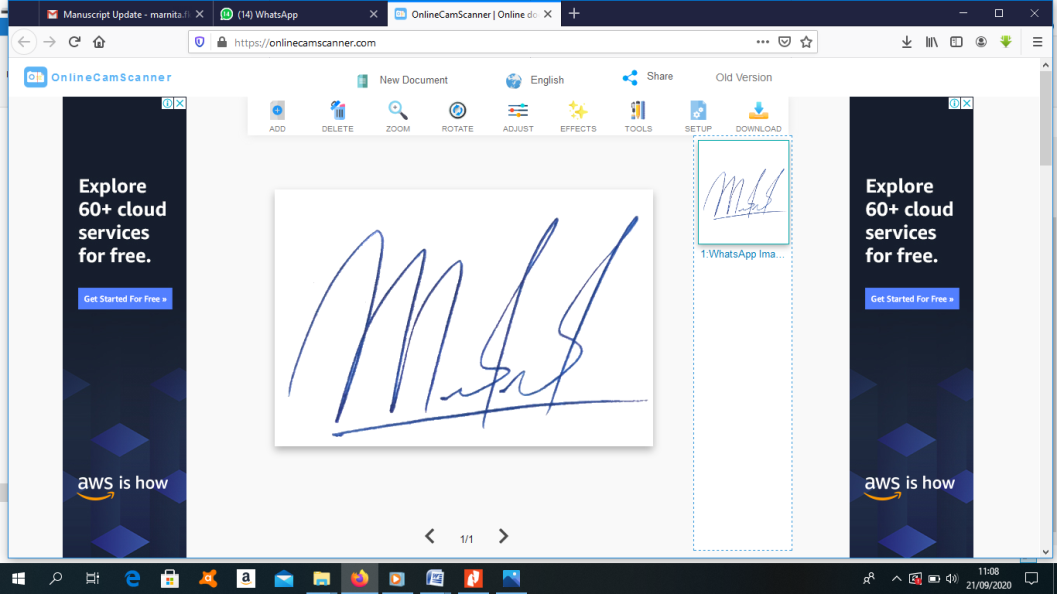 Manuscript Update - marnita.fi
(14) WhatsApp
OnlineCamScanner | Online do
https://onlinecamscanner.com
OnlineCamScanner
New Document
English
Share
Old Version
ADD
DELETE
ZOOM
ROTATE
ADJUST
EFFECTS
TOOLS
SETUP
DOWNLOAD
Explore
60+ cloud
services
for free.
Get Started For Free »
aws is how
1:WhatsApp Ima...
1/1
Explore
60+ cloud
services
for free.
Get Started For Free »
aws is how
11:08
21/09/2020